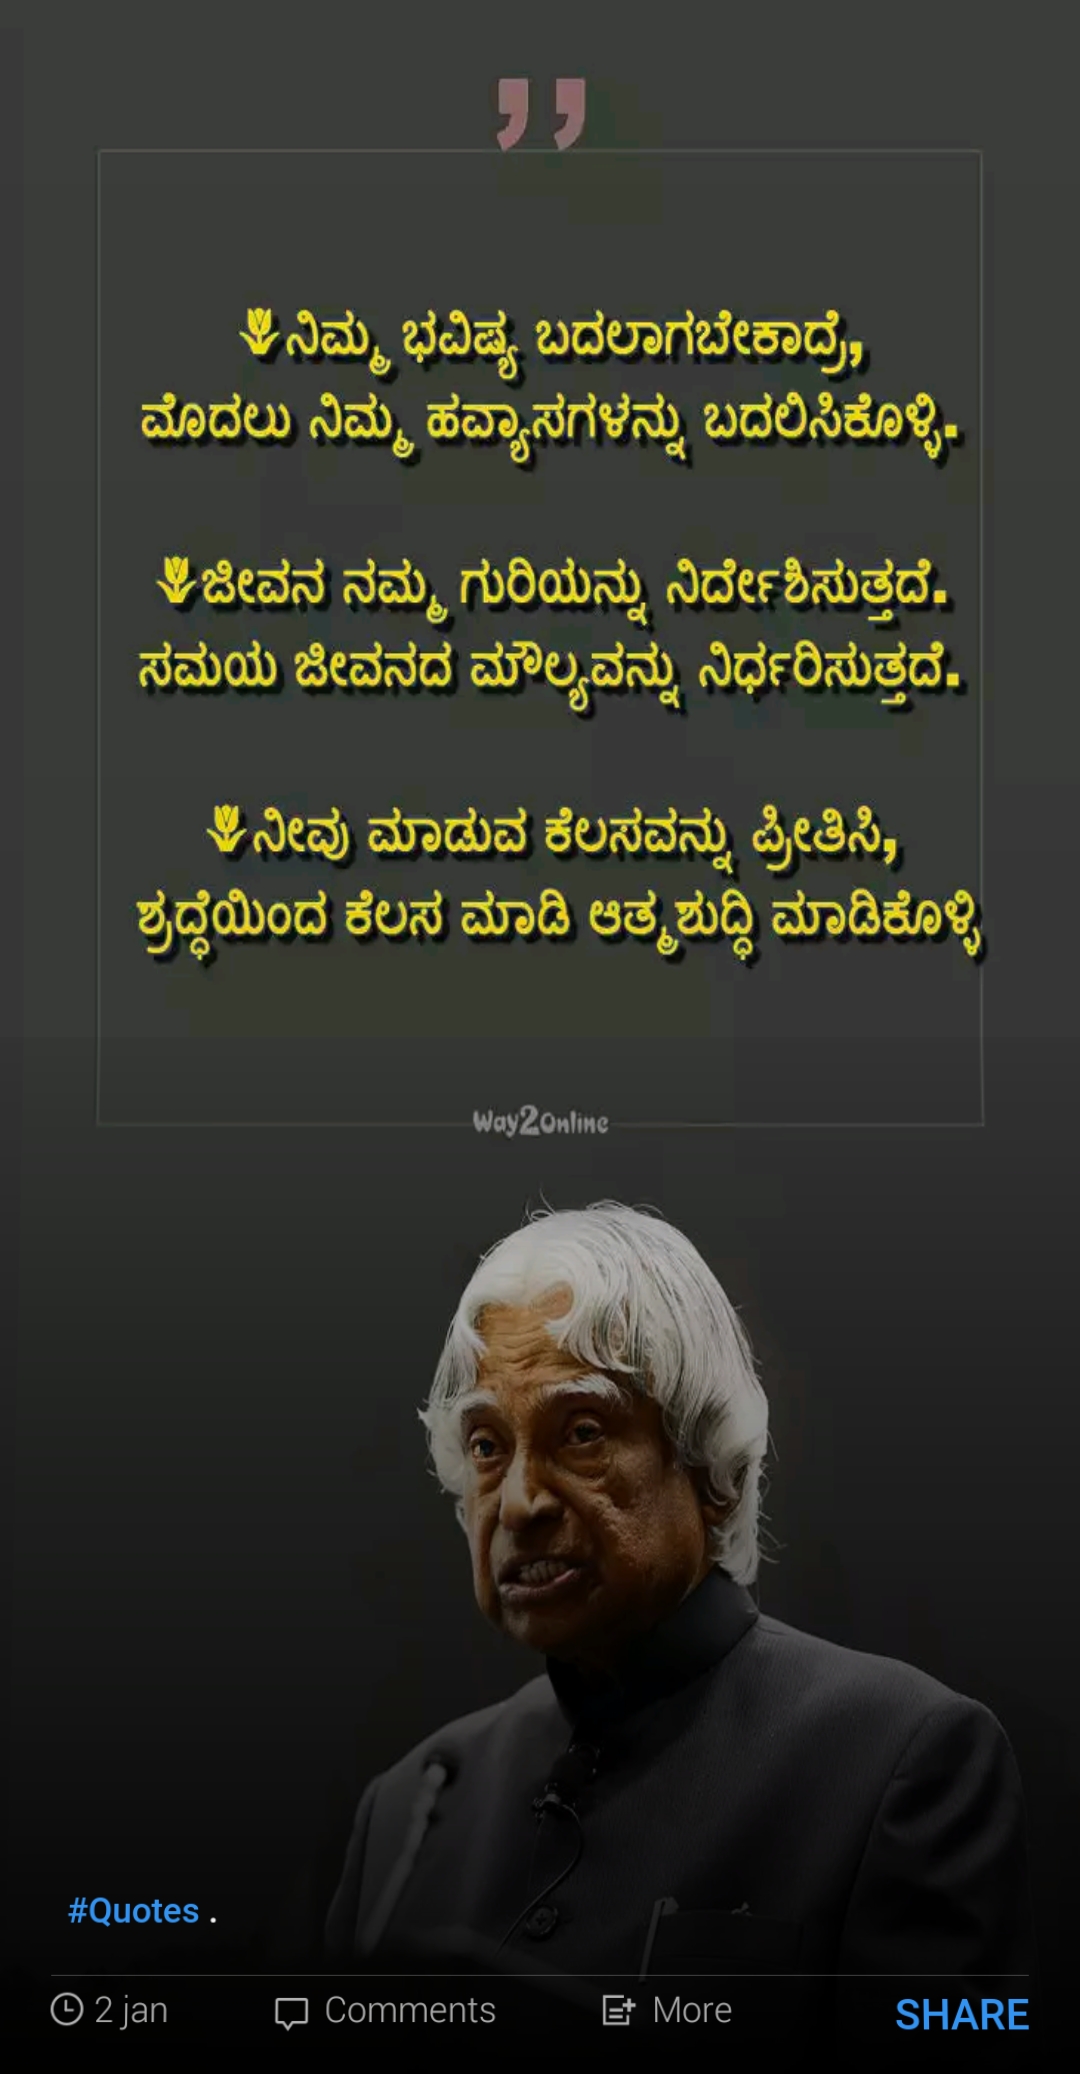 "
🌷ನಿಮ್ಮ ಭವಿಷ್ಯ ಬದಲಾಗಬೇಕಾದ್ರೆ,
ಮೊದಲು ನಿಮ್ಮ ಹವ್ಯಾಸಗಳನ್ನು ಬದಲಿಸಿಕೊಳ್ಳಿ.
🌷ಜೀವನ ನಮ್ಮ ಗುರಿಯನ್ನು ನಿರ್ದೇಶಿಸುತ್ತದೆ.
ಸಮಯ ಜೀವನದ ಮೌಲ್ಯವನ್ನು ನಿರ್ಧರಿಸುತ್ತದೆ.
🌷ನೀವು ಮಾಡುವ ಕೆಲಸವನ್ನು ಪ್ರೀತಿಸಿ,
ಶ್ರದ್ಧೆಯಿಂದ ಕೆಲಸ ಮಾಡಿ ಆತ್ಮಶುದ್ಧಿ ಮಾಡಿಕೊಳ್ಳಿ
Way2Online
#Quotes .
2 jan Comments More SHARE